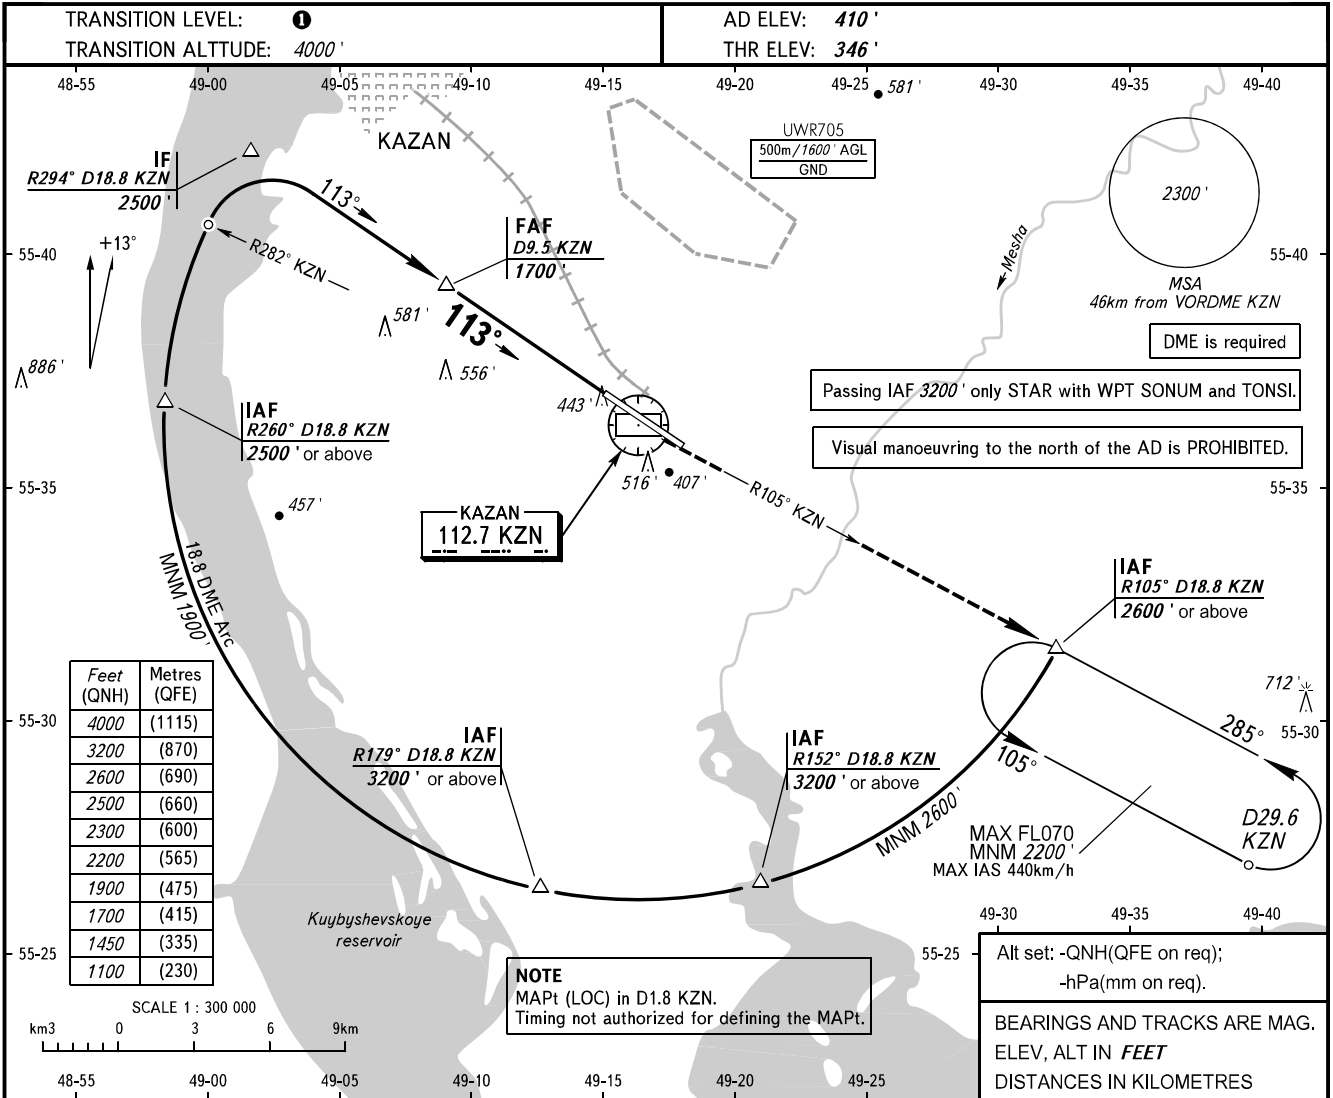 TRANSITION LEVEL: ❶
TRANSITION ALTTUDE: 4000 '
AD ELEV: 410 '
THR ELEV: 346 '
48-55 49-00 49-05 49-10 49-15 49-20 49-25 49-30 49-35 49-40
581 '
KAZAN
UWR705
500m/1600 ' AGL
GND
IF
R294° D18.8 KZN
2500 '
113°
2300 '
FAF
D9.5 KZN
1700 '
+13°
R282° KZN
Mesha
55-40
55-40
MSA
46km from VORDME KZN
581 '
113°
DME is required
886 '
556 '
Passing IAF 3200 ' only STAR with WPT SONUM and TONSI.
443 '
IAF
R260° D18.8 KZN
2500 ' or above
Visual manoeuvring to the north of the AD is PROHIBITED.
516 '
407 '
55-35
55-35
457 '
R105° KZN
KAZAN
112.7 KZN
18.8 DME Arc
MNM 1900 '
IAF
R105° D18.8 KZN
2600 ' or above
Feet
(QNH)
Metres
(QFE)
4000 (1115)
3200 (870)
2600 (690)
2500 (660)
2300 (600)
2200 (565)
1900 (475)
1700 (415)
1450 (335)
1100 (230)
712 '
55-30
55-30
285°
105°
IAF
R179° D18.8 KZN
3200 ' or above
IAF
R152° D18.8 KZN
3200 ' or above
MNM 2600 '
D29.6
KZN
MAX FL070
MNM 2200 '
MAX IAS 440km/h
Kuybyshevskoye
reservoir
49-30 49-35 49-40
55-25
55-25
NOTE
MAPt (LOC) in D1.8 KZN.
Timing not authorized for defining the MAPt.
Alt set: -QNH(QFE on req);
-hPa(mm on req).
SCALE 1 : 300 000
km3 0 3 6 9km
BEARINGS AND TRACKS ARE MAG.
ELEV, ALT IN FEET
DISTANCES IN KILOMETRES
48-55 49-00 49-05 49-10 49-15 49-20 49-25